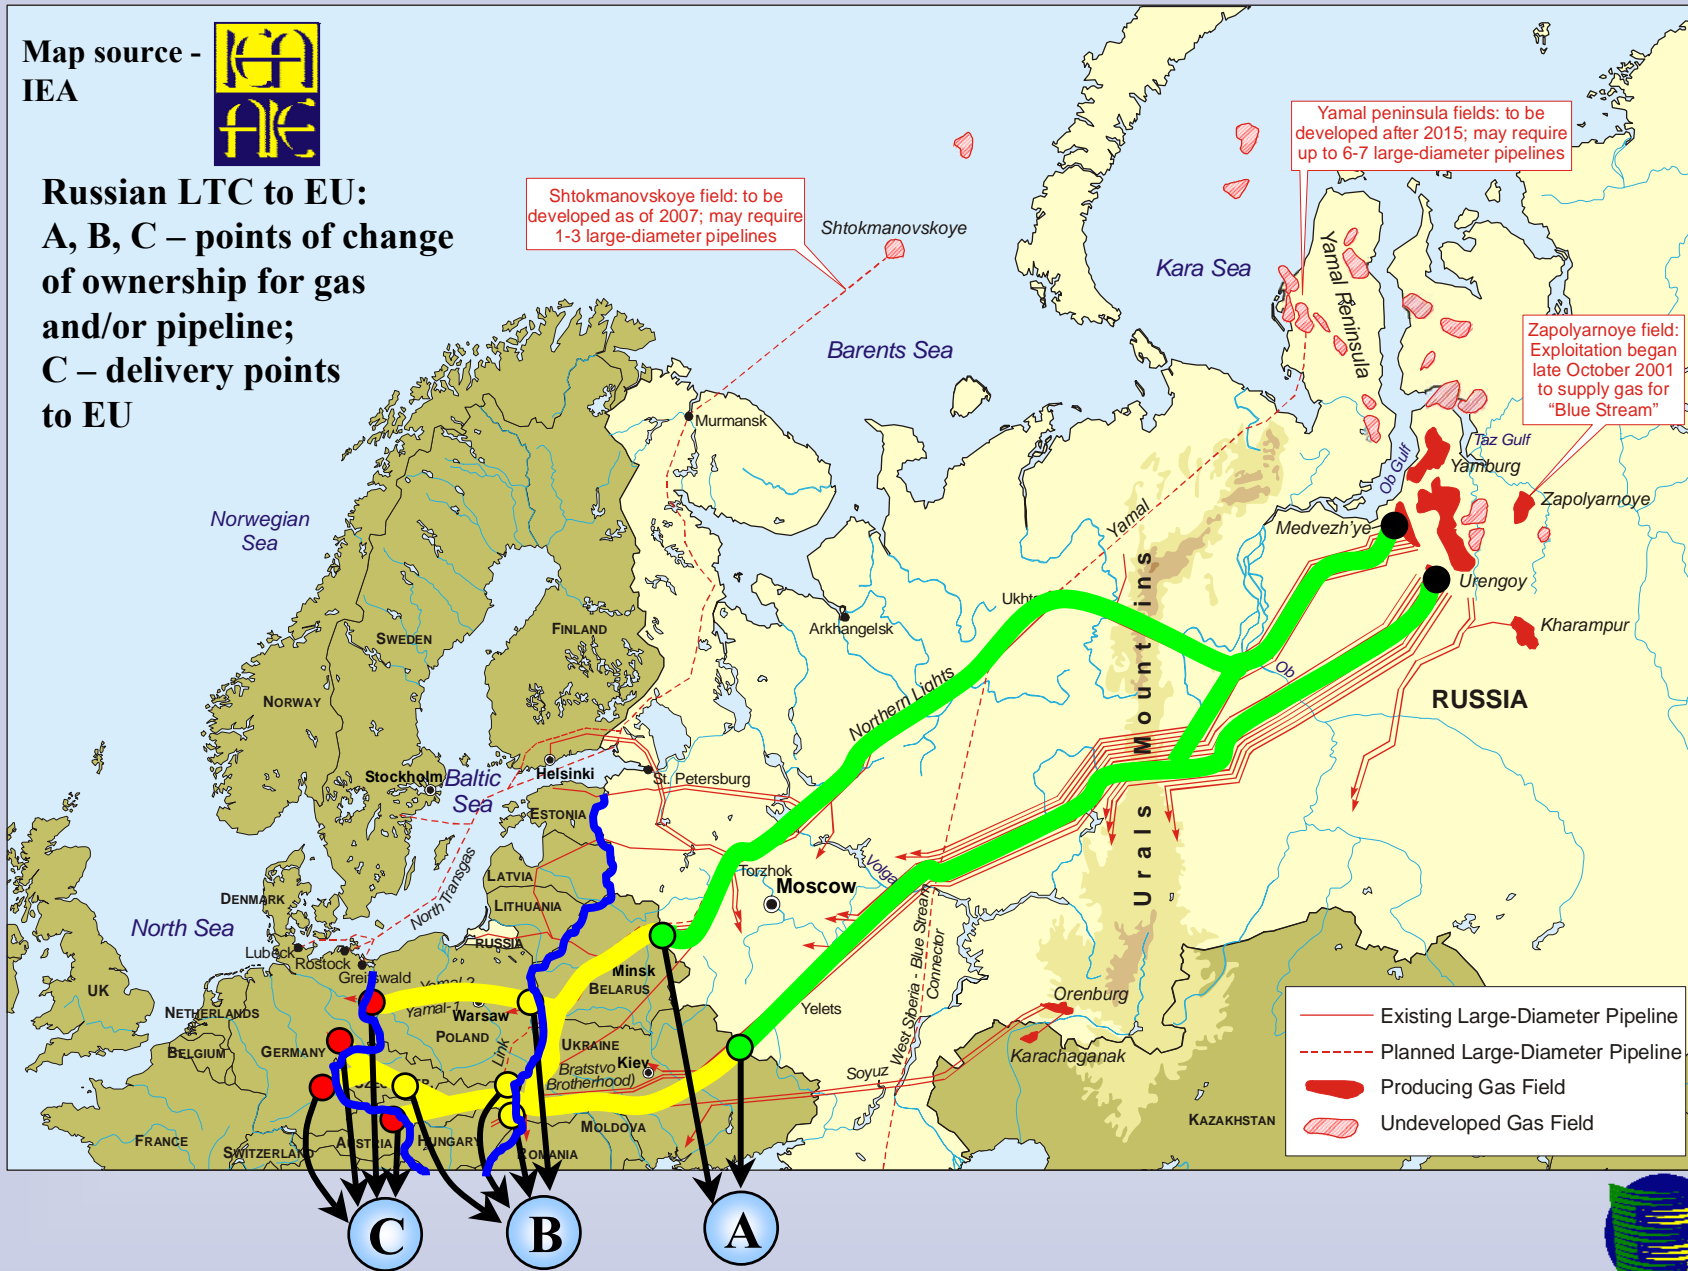 Map source -
IEA
Russian LTC to EU:
A, B, C – points of change
of ownership for gas
and/or pipeline;
C – delivery points
to EU
Shtokmanovskoye field: to be
developed as of 2007; may require
1-3 large-diameter pipelines
Shtokmanovskoye
Yamal peninsula fields: to be
developed after 2015; may require
up to 6-7 large-diameter pipelines
Kara Sea
Yamal Peninsula
Barents Sea
Zapolyarnoye field:
Exploitation began
late October 2001
to supply gas for
“Blue Stream”
Murmansk
Ob Gulf
Taz Gulf
Yamburg
Zapolyarnoye
Medvezh'ye
Urengoy
Kharampur
Norwegian
Sea
Yamal
Arkhangelsk
SWEDEN
FINLAND
NORWAY
Northern Lights
Ob
RUSSIA
Urals Mountains
Stockholm
Baltic
Sea
Helsinki
St. Petersburg
ESTONIA
LATVIA
LITHUANIA
RUSSIA
Torzhok
Moscow
Volga
DENMARK
North Sea
North Transgas
Lubeck
Rostock
Greifswald
Yamal-2
Yamal-1
Warsaw
POLAND
Minsk
BELARUS
Yelets
West Siberia - Blue Stream
Connector
Orenburg
Karachaganak
UK
NETHERLANDS
BELGIUM
GERMANY
Link
UKRAINE
Kiev
Bratstvo
Brotherhood)
Soyuz
KAZAKHSTAN
FRANCE
SWITZERLAND
AUSTRIA
HUNGARY
MOLDOVA
Existing Large-Diameter Pipeline
Planned Large-Diameter Pipeline
Producing Gas Field
Undeveloped Gas Field
C
B
A